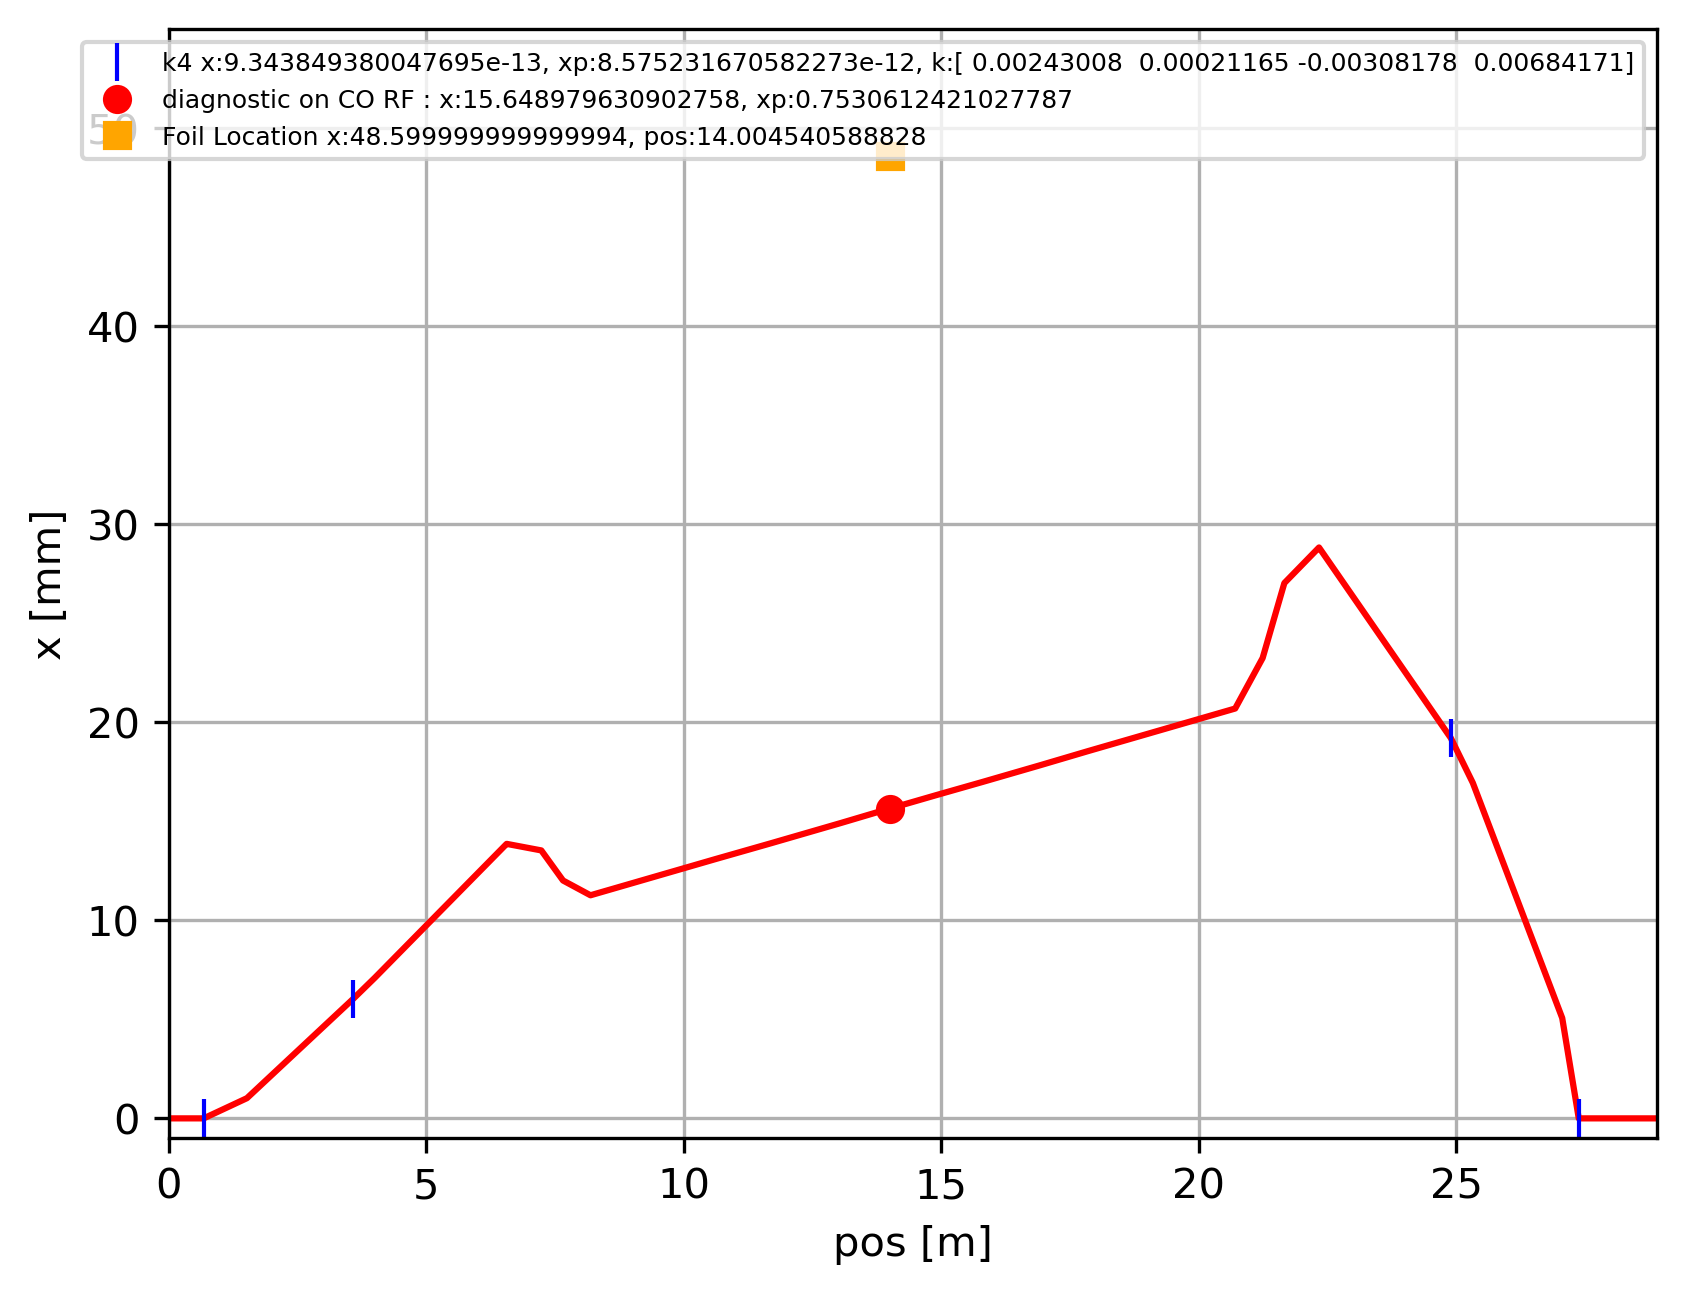 k4 x:9.343849380047695e-13, xp:8.575231670582273e-12, k:[ 0.00243008  0.00021165 -0.00308178  0.00684171]
diagnostic on CO RF : x:15.648979630902758, xp:0.7530612421027787
Foil Location x:48.599999999999994, pos:14.004540588828
50
40
30
20
10
0
x [mm]
0 5 10 15 20 25
pos [m]